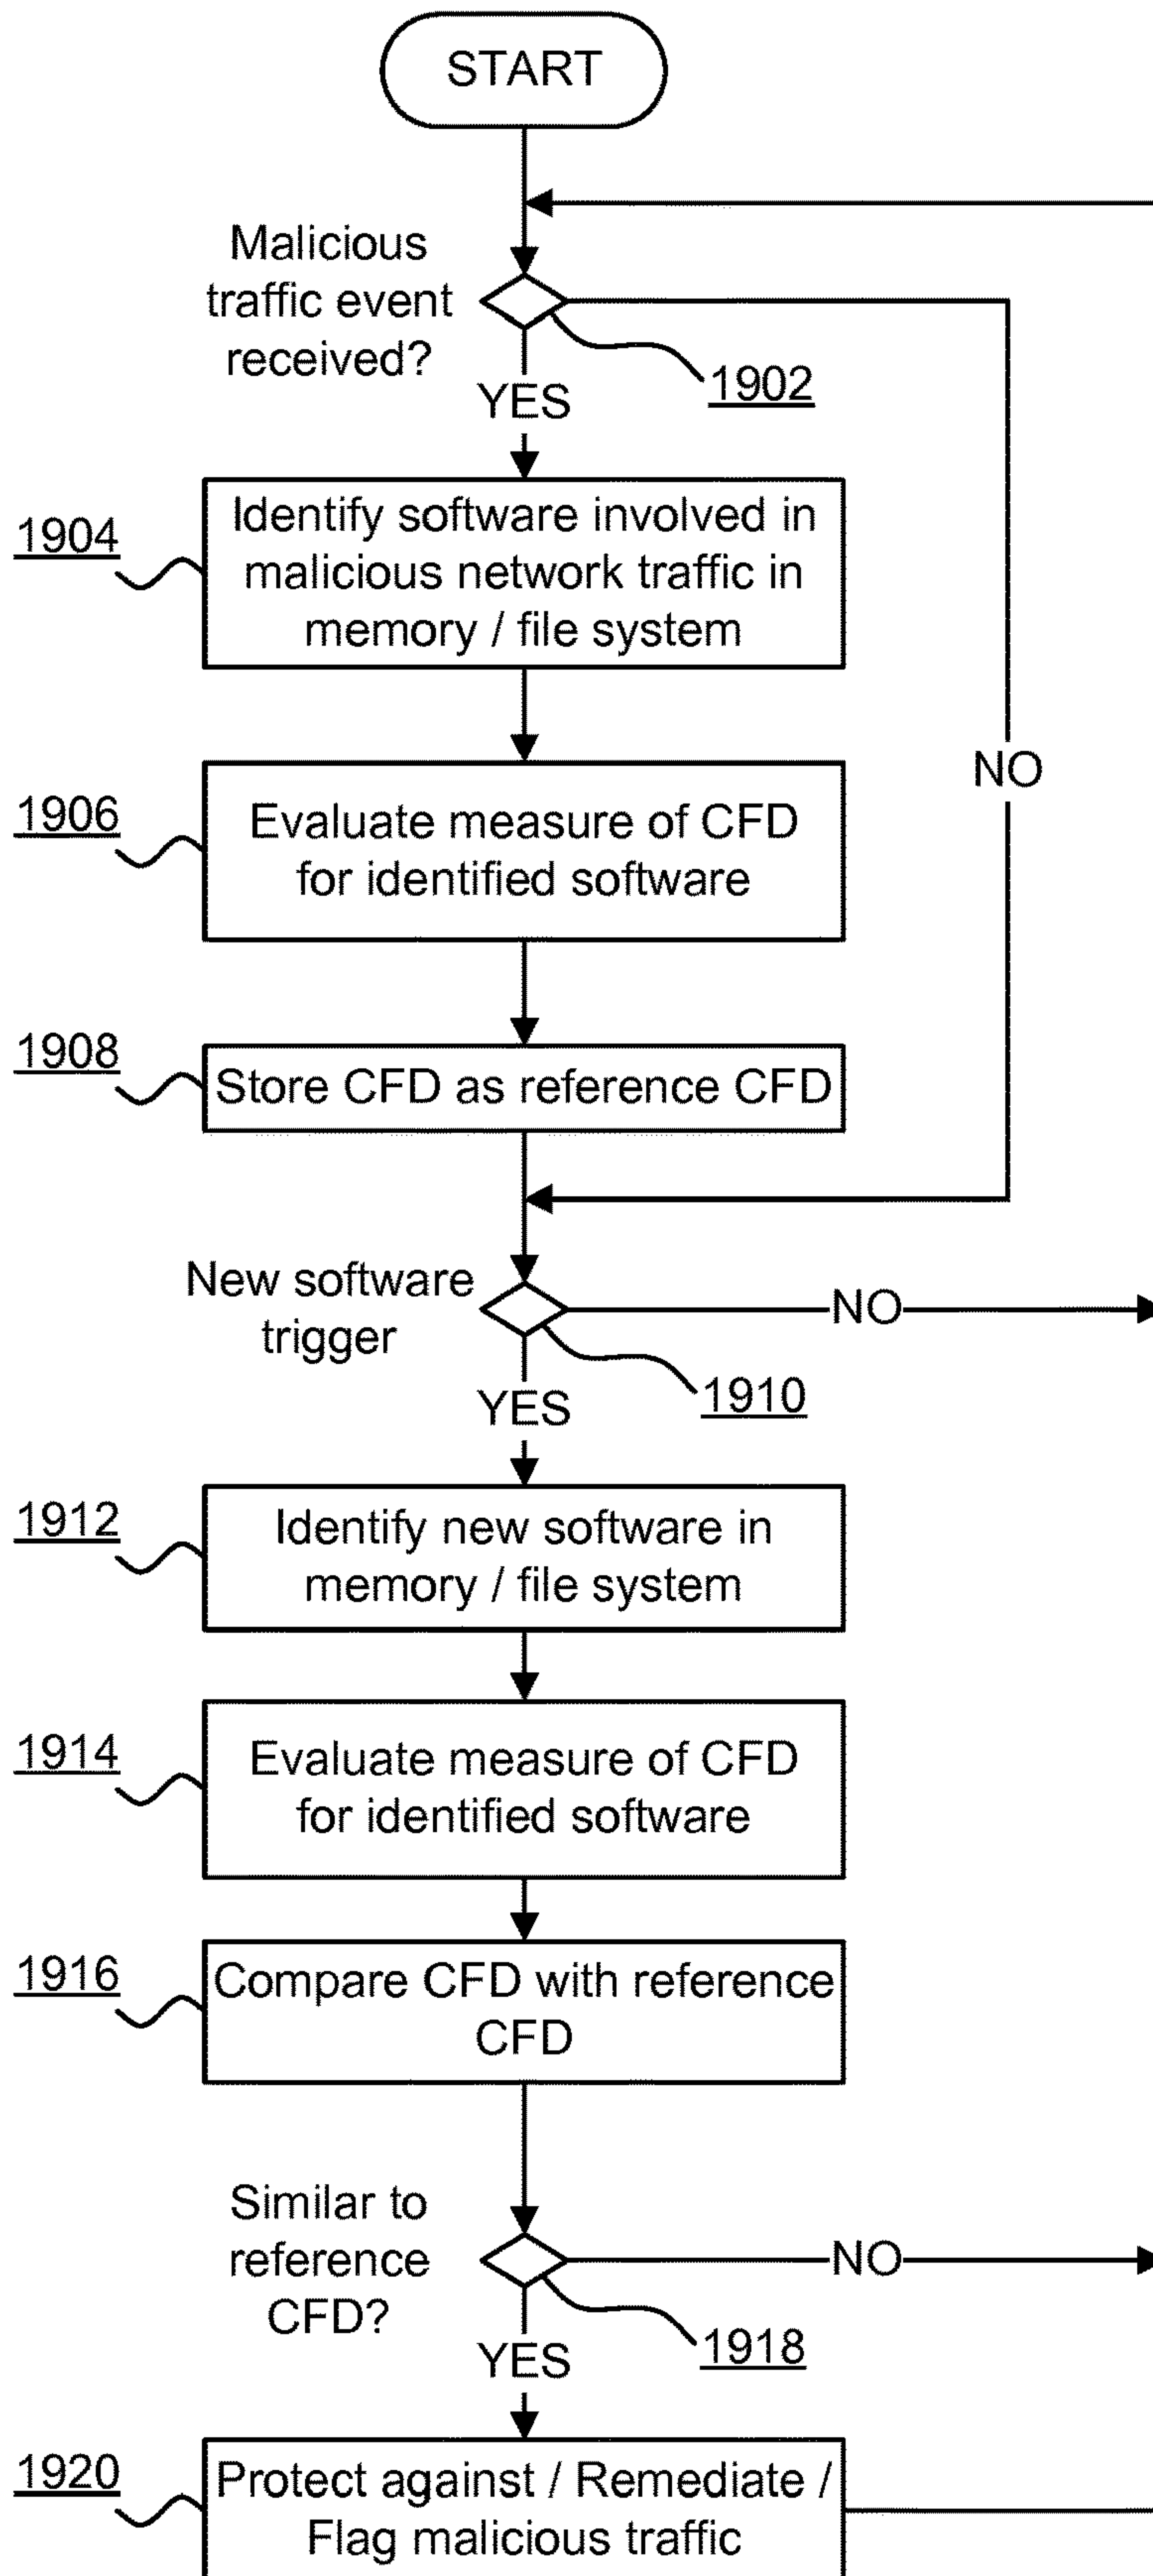 START
Malicious
traffic event
received?
1902
YES
1904
Identify software involved in
malicious network traffic in
memory / file system
NO
1906
Evaluate measure of CFD
for identified software
1908
Store CFD as reference CFD
New software
trigger
NO
1910
YES
1912
Identify new software in
memory / file system
1914
Evaluate measure of CFD
for identified software
1916
Compare CFD with reference
CFD
Similar to
reference
CFD?
NO
1918
YES
1920
Protect against / Remediate /
Flag malicious traffic